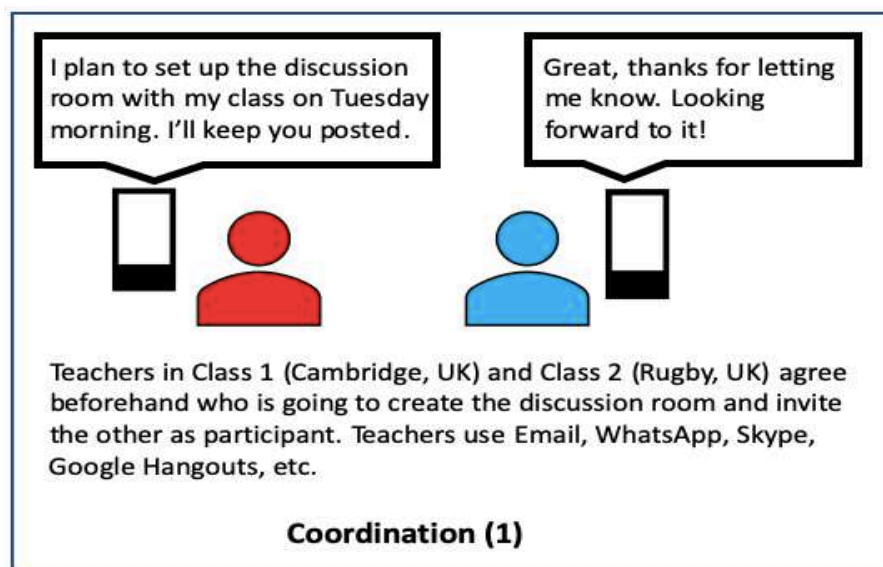 I plan to set up the discussion
room with my class on Tuesday
morning. I'll keep you posted.
Great, thanks for letting
me know. Looking
forward to it!
Teachers in Class 1 (Cambridge, UK) and Class 2 (Rugby, UK) agree
beforehand who is going to create the discussion room and invite
the other as participant. Teachers use Email, WhatsApp, Skype,
Google Hangouts, etc.
Coordination (1)